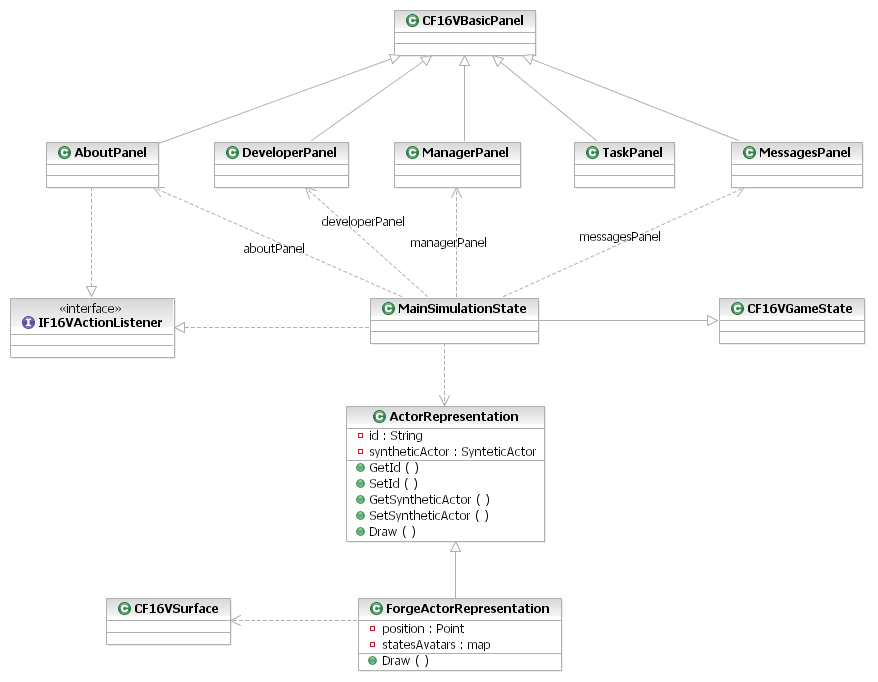 CF16VBasicPanel
AboutPanel
DeveloperPanel
ManagerPanel
TaskPanel
MessagesPanel
developerPanel
aboutPanel
managerPanel
messagesPanel
«interface»
IF16VActionListener
MainSimulationState
CF16VGameState
ActorRepresentation
id : String
syntheticActor : SynteticActor
GetId ( )
SetId ( )
GetSyntheticActor ( )
SetSyntheticActor ( )
Draw ( )
CF16VSurface
ForgeActorRepresentation
position : Point
statesAvatars : map
Draw ( )